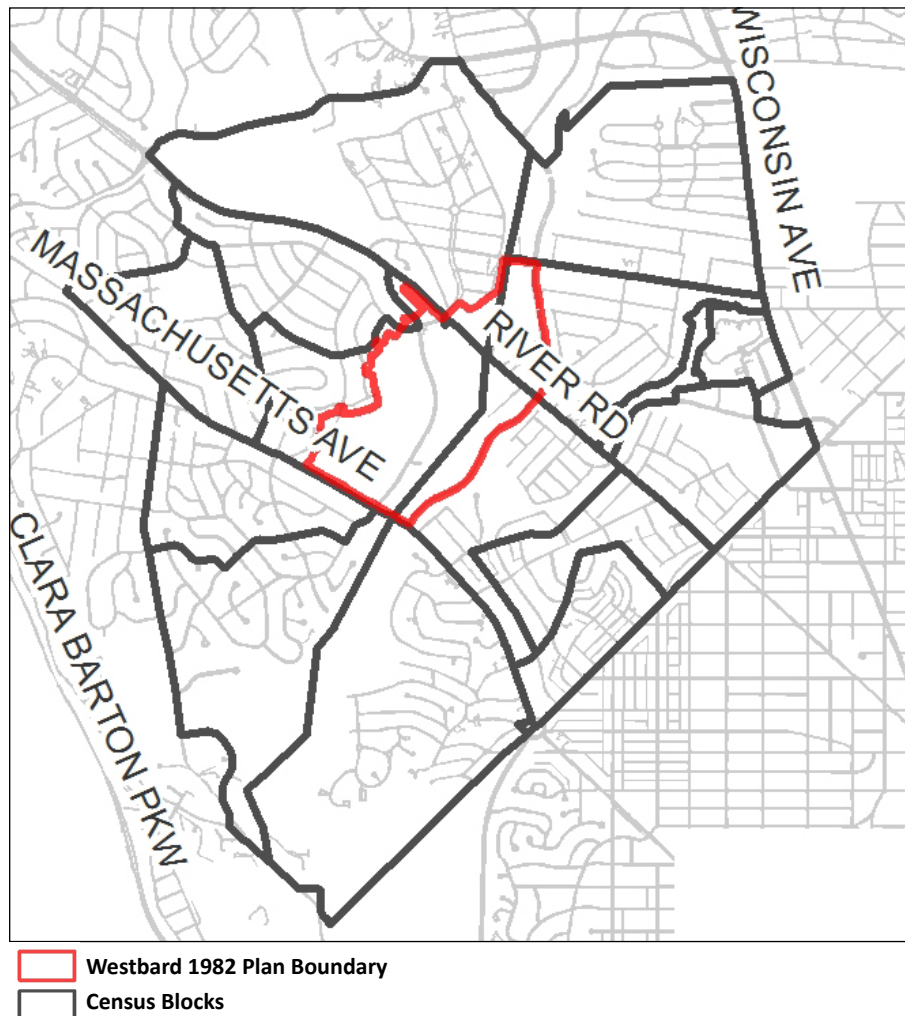 WISCONSIN AVE
MASSACHUSETTS AVE
RIVER RD
CLARA BARTON PKW
Westbard 1982 Plan Boundary
Census Blocks